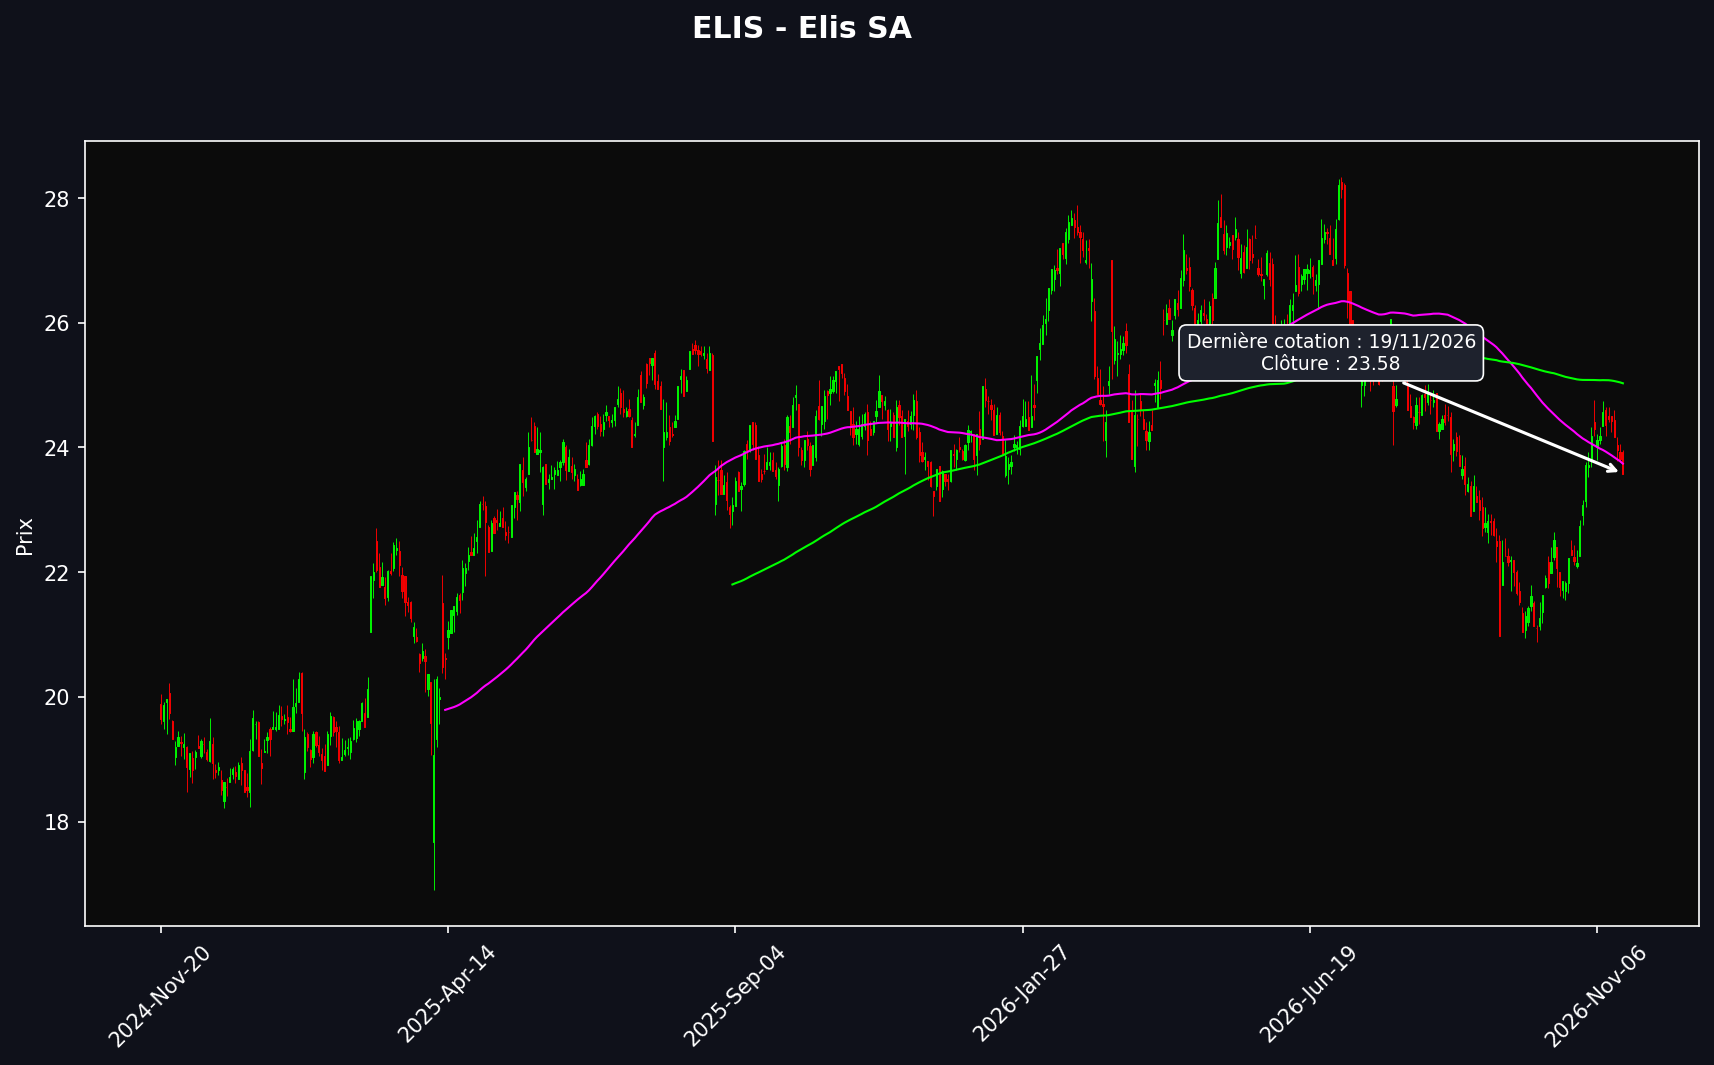 ELIS - Elis SA
Prix
28
26
24
22
20
18
Dernière cotation : 19/11/2026
Clôture : 23.58
2024-Nov-20
2025-Apr-14
2025-Sep-04
2026-Jan-27
2026-Jun-19
2026-Nov-06